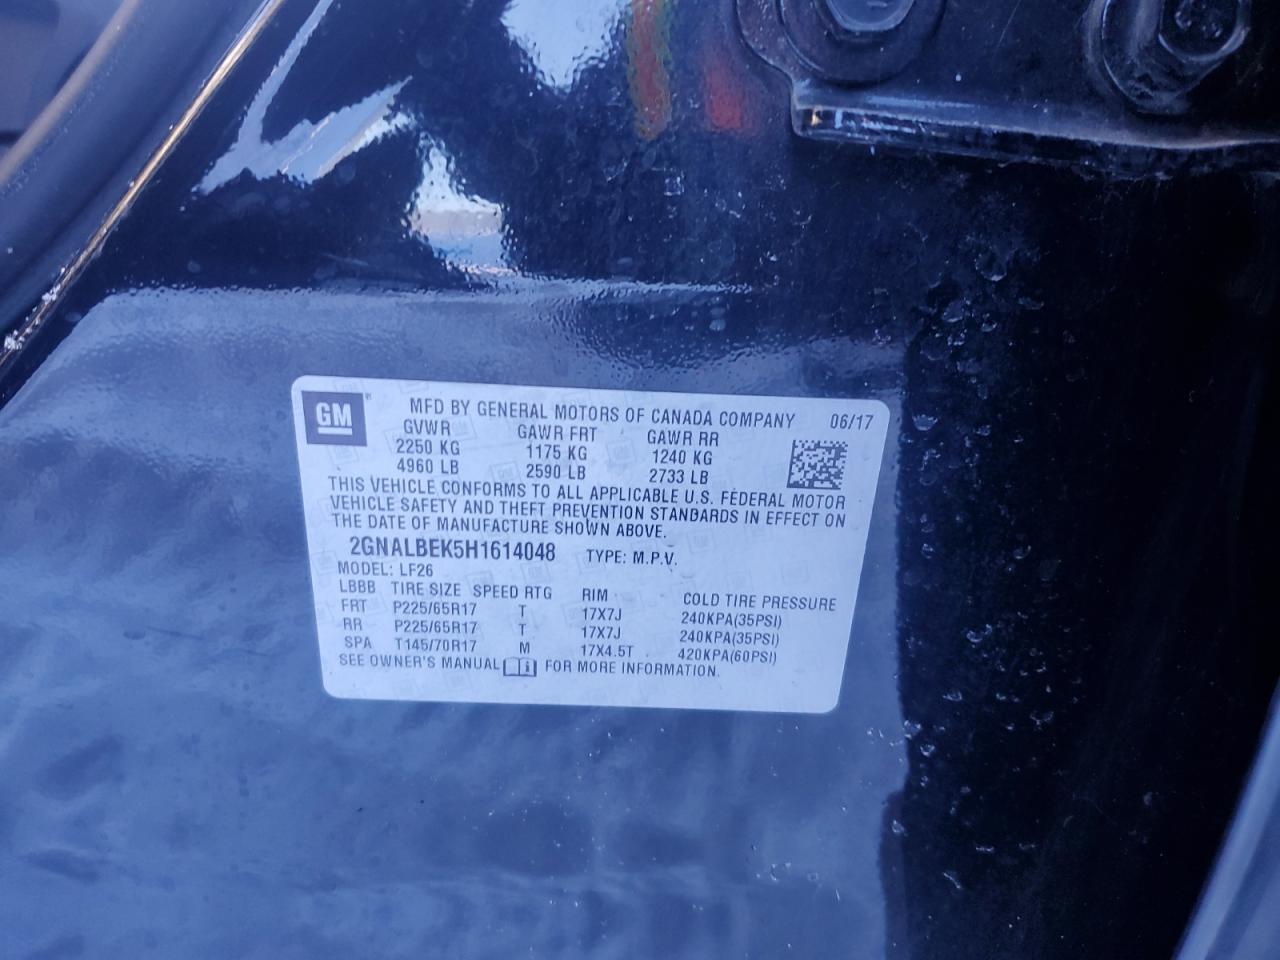 GM®
MFD BY GENERAL MOTORS OF CANADA COMPANY 06/17
GVWR GAWR FRT GAWR RR
2250 KG 1175 KG 1240 KG
4960 LB 2590 LB 2733 LB
THIS VEHICLE CONFORMS TO ALL APPLICABLE U.S. FEDERAL MOTOR
VEHICLE SAFETY AND THEFT PREVENTION STANDARDS IN EFFECT ON
THE DATE OF MANUFACTURE SHOWN ABOVE.
2GNALBEK5H1614048 TYPE: M.P.V.
MODEL: LF26
LBBB TIRE SIZE SPEED RTG RIM COLD TIRE PRESSURE
FRT P225/65R17 T 17X7J 240KPA(35PSI)
RR P225/65R17 T 17X7J 240KPA(35PSI)
SPA T145/70R17 M 17X4.5T 420KPA(60PSI)
SEE OWNER'S MANUAL i FOR MORE INFORMATION.